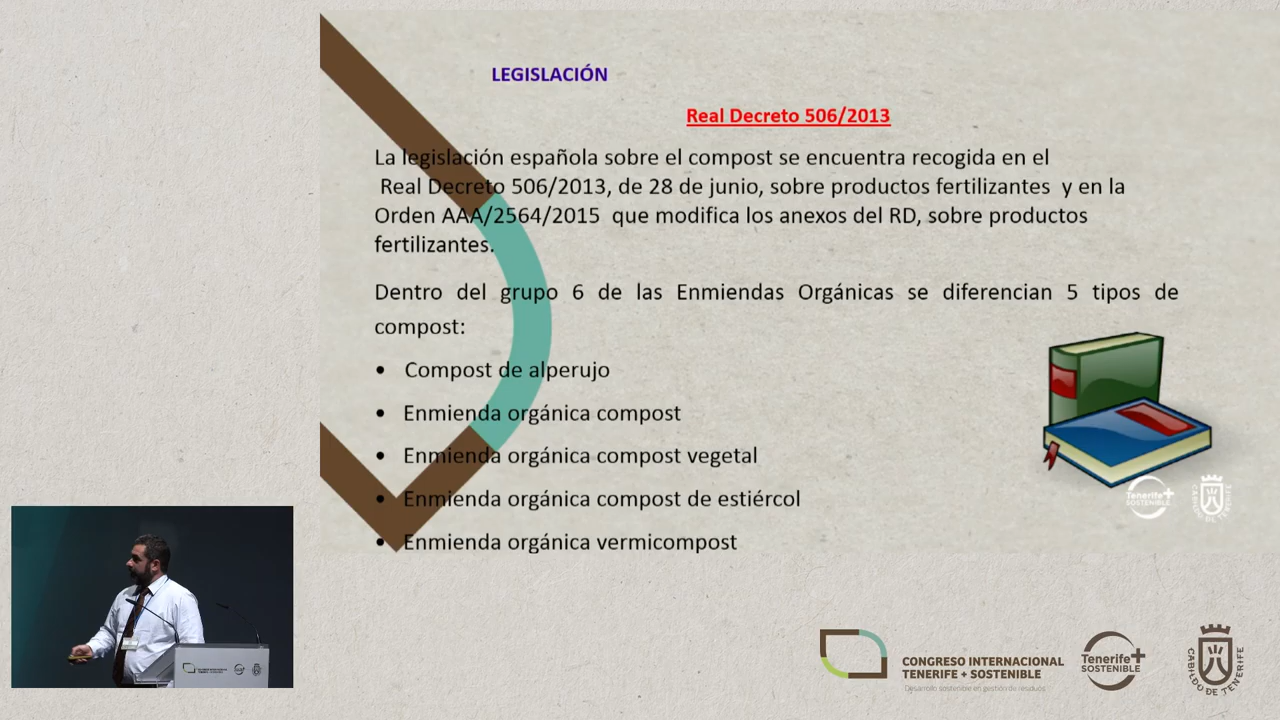 LEGISLACIÓN
Real Decreto 506/2013
La legislación española sobre el compost se encuentra recogida en el
Real Decreto 506/2013, de 28 de junio, sobre productos fertilizantes y en la
Orden AAA/2564/2015 que modifica los anexos del RD, sobre productos
fertilizantes.
Dentro del grupo 6 de las Enmiendas Orgánicas se diferencian 5 tipos de
compost:
• Compost de alperujo
• Enmienda orgánica compost
• Enmienda orgánica compost vegetal
• Enmienda orgánica compost de estiércol
• Enmienda orgánica vermicompost
Tenerife+
SOSTENIBLE
CABILDO DE TENERIFE
CONGRESO INTERNACIONAL
TENERIFE + SOSTENIBLE
Desarrollo sostenible en gestión de residuos
Tenerife+
SOSTENIBLE
CABILDO DE TENERIFE